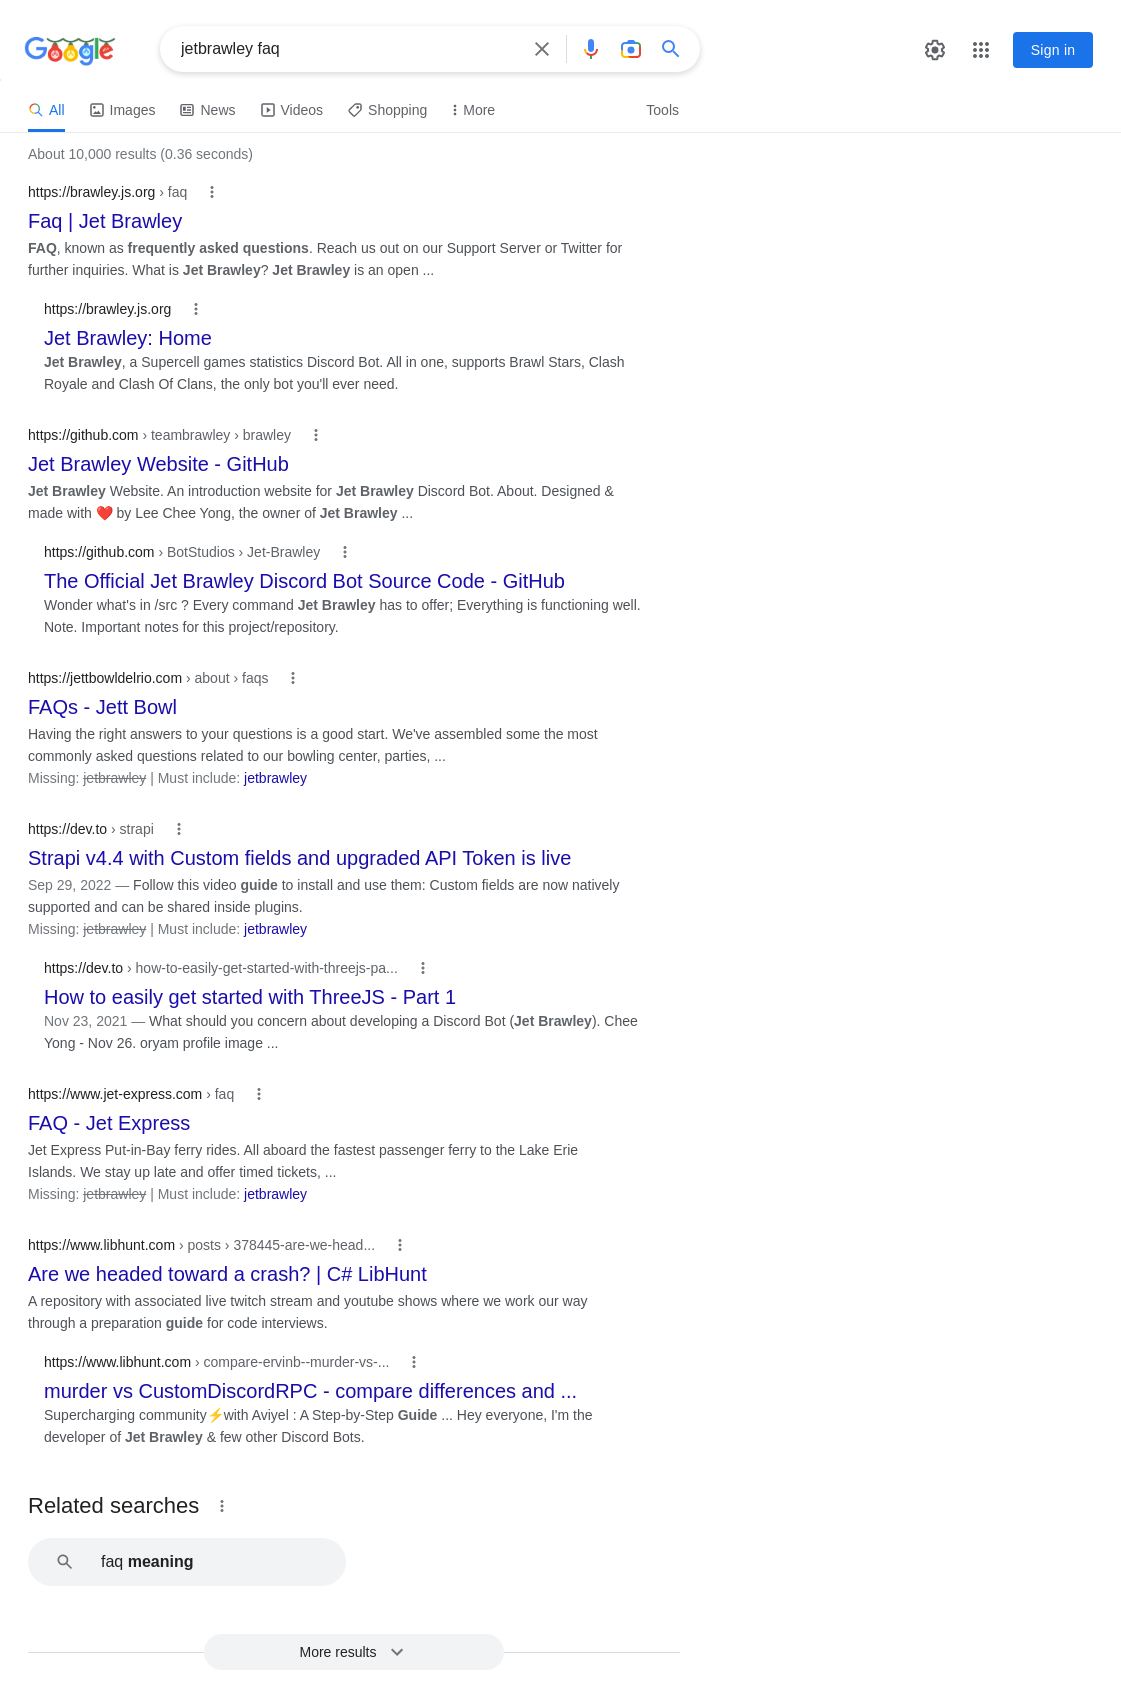 Google
jetbrawley faq
Sign in
All
Images
News
Videos
Shopping
More
Tools
About 10,000 results (0.36 seconds)
https://brawley.js.org › faq
Faq | Jet Brawley
FAQ, known as frequently asked questions. Reach us out on our Support Server or Twitter for
further inquiries. What is Jet Brawley? Jet Brawley is an open ...
https://brawley.js.org
Jet Brawley: Home
Jet Brawley, a Supercell games statistics Discord Bot. All in one, supports Brawl Stars, Clash
Royale and Clash Of Clans, the only bot you'll ever need.
https://github.com › teambrawley › brawley
Jet Brawley Website - GitHub
Jet Brawley Website. An introduction website for Jet Brawley Discord Bot. About. Designed &
made with ❤️ by Lee Chee Yong, the owner of Jet Brawley ...
https://github.com › BotStudios › Jet-Brawley
The Official Jet Brawley Discord Bot Source Code - GitHub
Wonder what's in /src ? Every command Jet Brawley has to offer; Everything is functioning well.
Note. Important notes for this project/repository.
https://jettbowldelrio.com › about › faqs
FAQs - Jett Bowl
Having the right answers to your questions is a good start. We've assembled some the most
commonly asked questions related to our bowling center, parties, ...
Missing: jetbrawley | Must include: jetbrawley
https://dev.to › strapi
Strapi v4.4 with Custom fields and upgraded API Token is live
Sep 29, 2022 — Follow this video guide to install and use them: Custom fields are now natively
supported and can be shared inside plugins.
Missing: jetbrawley | Must include: jetbrawley
https://dev.to › how-to-easily-get-started-with-threejs-pa...
How to easily get started with ThreeJS - Part 1
Nov 23, 2021 — What should you concern about developing a Discord Bot (Jet Brawley). Chee
Yong - Nov 26. oryam profile image ...
https://www.jet-express.com › faq
FAQ - Jet Express
Jet Express Put-in-Bay ferry rides. All aboard the fastest passenger ferry to the Lake Erie
Islands. We stay up late and offer timed tickets, ...
Missing: jetbrawley | Must include: jetbrawley
https://www.libhunt.com › posts › 378445-are-we-head...
Are we headed toward a crash? | C# LibHunt
A repository with associated live twitch stream and youtube shows where we work our way
through a preparation guide for code interviews.
https://www.libhunt.com › compare-ervinb--murder-vs-...
murder vs CustomDiscordRPC - compare differences and ...
Supercharging community⚡with Aviyel : A Step-by-Step Guide ... Hey everyone, I'm the
developer of Jet Brawley & few other Discord Bots.
Related searches
faq meaning
More results